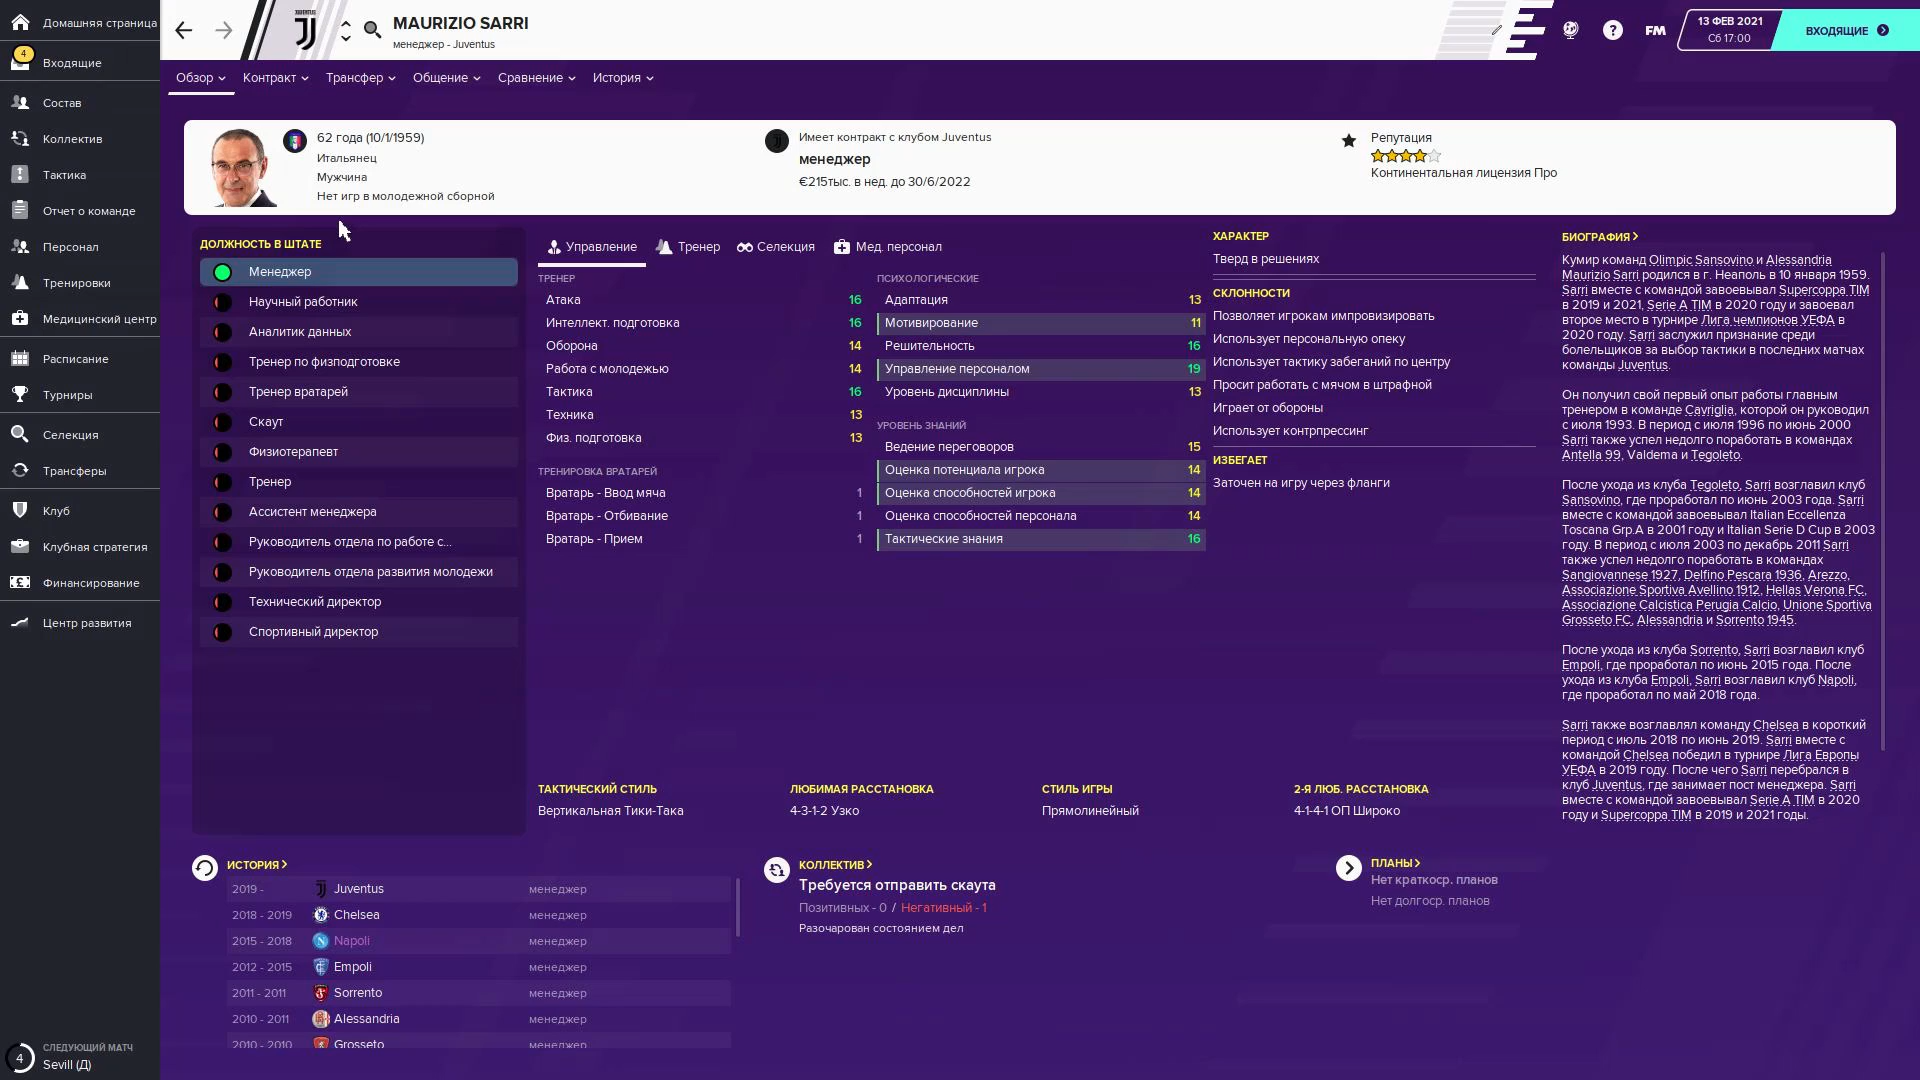 Домашняя страница
4
Входящие
Состав
Коллектив
Тактика
Отчет о команде
Персонал
Тренировки
Медицинский центр
Расписание
Турниры
Селекция
Трансферы
Клуб
Клубная стратегия
Финансирование
Центр развития
4
СЛЕДУЮЩИЙ МАТЧ
Sevill (Д)
MAURIZIO SARRI
менеджер - Juventus
?
FM
13 ФЕВ 2021
Сб 17:00
ВХОДЯЩИЕ
Обзор
Контракт
Трансфер
Общение
Сравнение
История
62 года (10/1/1959)
Итальянец
Мужчина
Нет игр в молодежной сборной
Имеет контракт с клубом Juventus
менеджер
€215тыс. в нед. до 30/6/2022
Репутация
Континентальная лицензия Про
ДОЛЖНОСТЬ В ШТАТЕ
Менеджер
Научный работник
Аналитик данных
Тренер по физподготовке
Тренер вратарей
Скаут
Физиотерапевт
Тренер
Ассистент менеджера
Руководитель отдела по работе с...
Руководитель отдела развития молодежи
Технический директор
Спортивный директор
Управление
Тренер
Селекция
Мед. персонал
ТРЕНЕР
Атака 16
Интеллект. подготовка 16
Оборона 14
Работа с молодежью 14
Тактика 16
Техника 13
Физ. подготовка 13
ТРЕНИРОВКА ВРАТАРЕЙ
Вратарь - Ввод мяча 1
Вратарь - Отбивание 1
Вратарь - Прием 1
ПСИХОЛОГИЧЕСКИЕ
Адаптация 13
Мотивирование 11
Решительность 16
Управление персоналом 19
Уровень дисциплины 13
УРОВЕНЬ ЗНАНИЙ
Ведение переговоров 15
Оценка потенциала игрока 14
Оценка способностей игрока 14
Оценка способностей персонала 14
Тактические знания 16
ХАРАКТЕР
Тверд в решениях
СКЛОННОСТИ
Позволяет игрокам импровизировать
Использует персональную опеку
Использует тактику забеганий по центру
Просит работать с мячом в штрафной
Играет от обороны
Использует контрпрессинг
ИЗБЕГАЕТ
Заточен на игру через фланги
БИОГРАФИЯ
Кумир команд Olimpic Sansovino и Alessandria
Maurizio Sarri родился в г. Неаполь в 10 января 1959.
Sarri вместе с командой завоевывал Supercoppa TIM
в 2019 и 2021, Serie A TIM в 2020 году и завоевал
второе место в турнире Лига чемпионов УЕФА в
2020 году. Sarri заслужил признание среди
болельщиков за выбор тактики в последних матчах
команды Juventus.
Он получил свой первый опыт работы главным
тренером в команде Cavriglia, которой он руководил
с июля 1993. В период с июля 1996 по июнь 2000
Sarri также успел недолго поработать в командах
Antella 99, Valdema и Tegoleto.
После ухода из клуба Tegoleto, Sarri возглавил клуб
Sansovino, где проработал по июнь 2003 года. Sarri
вместе с командой завоевывал Italian Eccellenza
Toscana Grp.A в 2001 году и Italian Serie D Cup в 2003
году. В период с июля 2003 по декабрь 2011 Sarri
также успел недолго поработать в командах
Sangiovannese 1927, Delfino Pescara 1936, Arezzo,
Associazione Sportiva Avellino 1912, Hellas Verona FC,
Associazione Calcistica Perugia Calcio, Unione Sportiva
Grosseto FC, Alessandria и Sorrento 1945.
После ухода из клуба Sorrento, Sarri возглавил клуб
Empoli, где проработал по июнь 2015 года. После
ухода из клуба Empoli, Sarri возглавил клуб Napoli,
где проработал по май 2018 года.
Sarri также возглавлял команду Chelsea в короткий
период с июль 2018 по июнь 2019. Sarri вместе с
командой Chelsea победил в турнире Лига Европы
УЕФА в 2019 году. После чего Sarri перебрался в
клуб Juventus, где занимает пост менеджера. Sarri
вместе с командой завоевывал Serie A TIM в 2020
году и Supercoppa TIM в 2019 и 2021 годы.
ТАКТИЧЕСКИЙ СТИЛЬ
Вертикальная Тики-Така
ЛЮБИМАЯ РАССТАНОВКА
4-3-1-2 Узко
СТИЛЬ ИГРЫ
Прямолинейный
2-Я ЛЮБ. РАССТАНОВКА
4-1-4-1 ОП Широко
ИСТОРИЯ
2019 - Juventus менеджер
2018 - 2019 Chelsea менеджер
2015 - 2018 Napoli менеджер
2012 - 2015 Empoli менеджер
2011 - 2011 Sorrento менеджер
2010 - 2011 Alessandria менеджер
2010 - 2010 Grosseto менеджер
КОЛЛЕКТИВ
Требуется отправить скаута
Позитивных - 0 / Негативный - 1
Разочарован состоянием дел
ПЛАНЫ
Нет краткоср. планов
Нет долгоср. планов